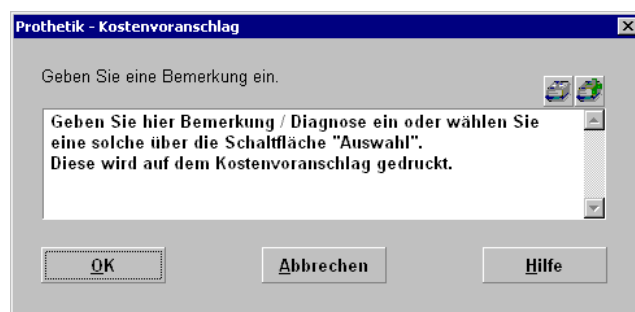 Prothetik - Kostenvoranschlag
Geben Sie eine Bemerkung ein.
Geben Sie hier Bemerkung / Diagnose ein oder wählen Sie
eine solche über die Schaltfläche "Auswahl".
Diese wird auf dem Kostenvoranschlag gedruckt.
OK Abbrechen Hilfe